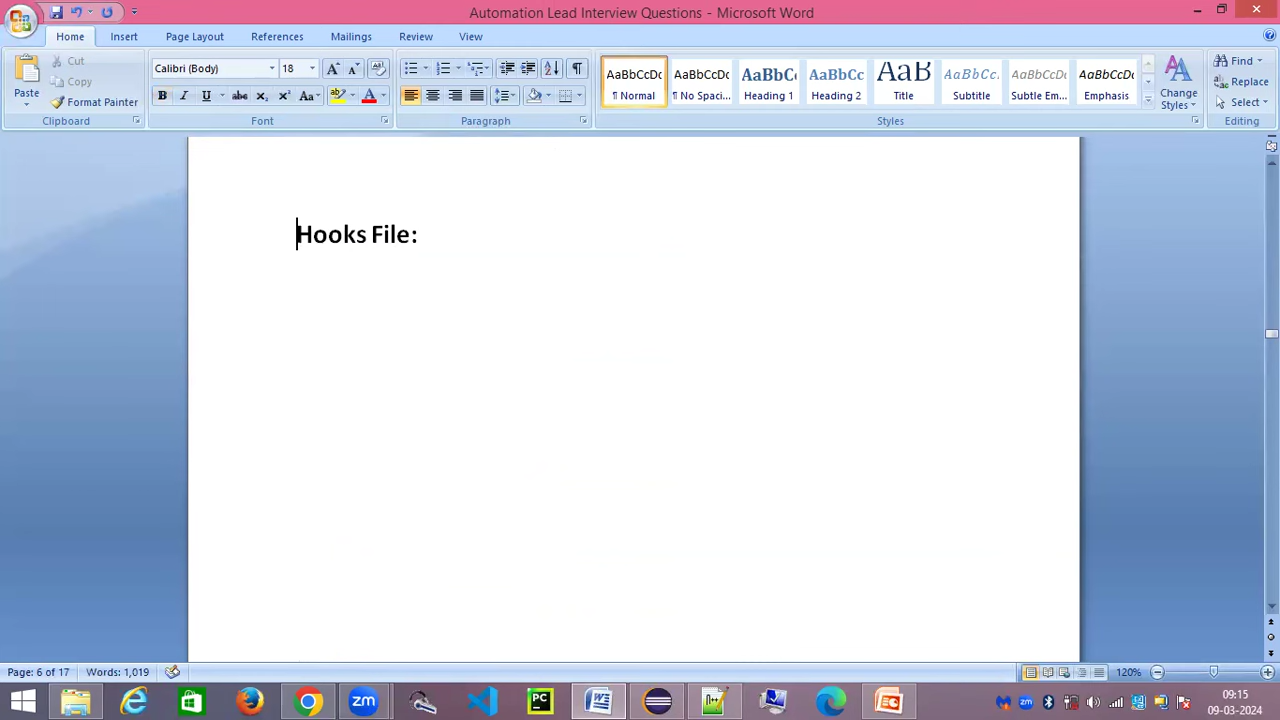 Automation Lead Interview Questions - Microsoft Word
Home Insert Page Layout References Mailings Review View
Paste
Cut
Copy
Format Painter
Clipboard
Calibri (Body) 18
Font
Paragraph
AaBbCcDc AaBbCcDc AaBbC AaBbCc AaB AaBbCc. AaBbCcDc AaBbCcDc
¶ Normal ¶ No Spaci... Heading 1 Heading 2 Title Subtitle Subtle Em... Emphasis
Styles
Change Styles
Find
Replace
Select
Editing
Hooks File:
Page: 6 of 17 Words: 1,019 120%
09:15
09-03-2024